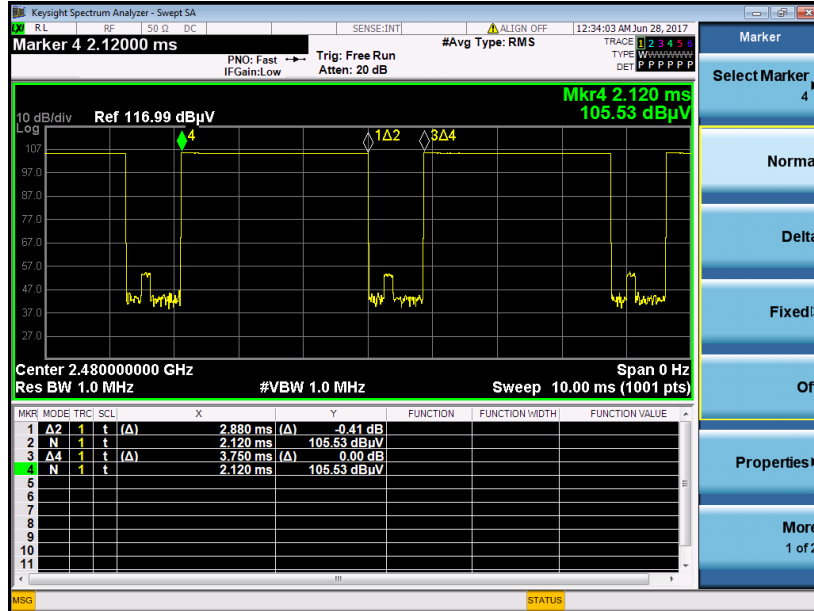 Keysight Spectrum Analyzer - Swept SA
LXI RL RF 50 Ω DC SENSE:INT ALIGN OFF 12:34:03 AM Jun 28, 2017
Marker 4 2.12000 ms
PNO: Fast
IFGain:Low
Trig: Free Run
Atten: 20 dB
#Avg Type: RMS
TRACE 1 2 3 4 5 6
TYPE WWWWWW
DET P P P P P P
Mkr4 2.120 ms
105.53 dBµV
10 dB/div Ref 116.99 dBµV
Log
4
1Δ2
3Δ4
107
97.0
87.0
77.0
67.0
57.0
47.0
37.0
27.0
Center 2.480000000 GHz Span 0 Hz
Res BW 1.0 MHz #VBW 1.0 MHz Sweep 10.00 ms (1001 pts)
MKR MODE TRC SCL X Y FUNCTION FUNCTION WIDTH FUNCTION VALUE
1 Δ2 1 t (Δ) 2.880 ms (Δ) -0.41 dB
2 N 1 t 2.120 ms 105.53 dBµV
3 Δ4 1 t (Δ) 3.750 ms (Δ) 0.00 dB
4 N 1 t 2.120 ms 105.53 dBµV
5
6
7
8
9
10
11
MSG STATUS
Marker
Select Marker
4
Norma
Delta
Fixed
Of
Properties
More
1 of 2